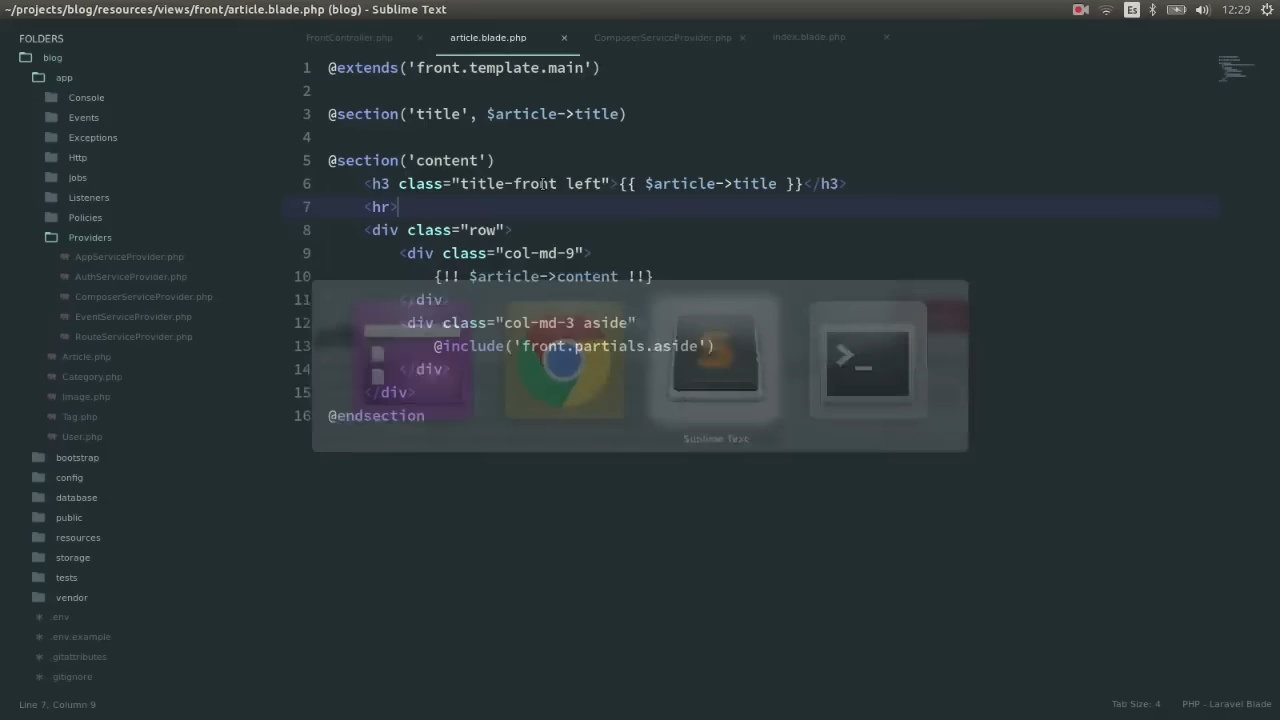 ~/projects/blog/resources/views/front/article.blade.php (blog) - Sublime Text
Es
12:29
FOLDERS
blog
app
Console
Events
Exceptions
Http
Jobs
Listeners
Policies
Providers
AppServiceProvider.php
AuthServiceProvider.php
ComposerServiceProvider.php
EventServiceProvider.php
RouteServiceProvider.php
Article.php
Category.php
Image.php
Tag.php
User.php
bootstrap
config
database
public
resources
storage
tests
vendor
.env
.env.example
.gitattributes
.gitignore
FrontController.php
article.blade.php
ComposerServiceProvider.php
index.blade.php
1 @extends('front.template.main')
2
3 @section('title', $article->title)
4
5 @section('content')
6 <h3 class="title-front left">{{ $article->title }}</h3>
7 <hr>
8 <div class="row">
9 <div class="col-md-9">
10 {!! $article->content !!}
11 </div>
12 <div class="col-md-3 aside"
13 @include('front.partials.aside')
14 </div>
15 </div>
16 @endsection
Sublime Text
Line 7, Column 9
Tab Size: 4
PHP - Laravel Blade